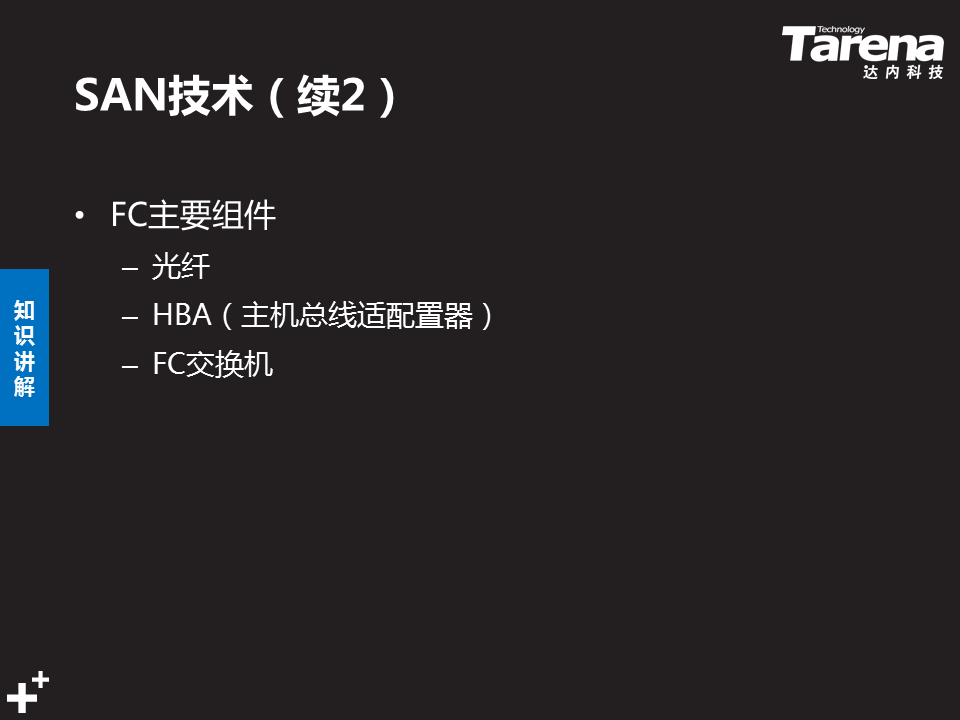 Technology
Tarena
达内科技
SAN技术（续2）
• FC主要组件
– 光纤
– HBA（主机总线适配置器）
– FC交换机
知
识
讲
解